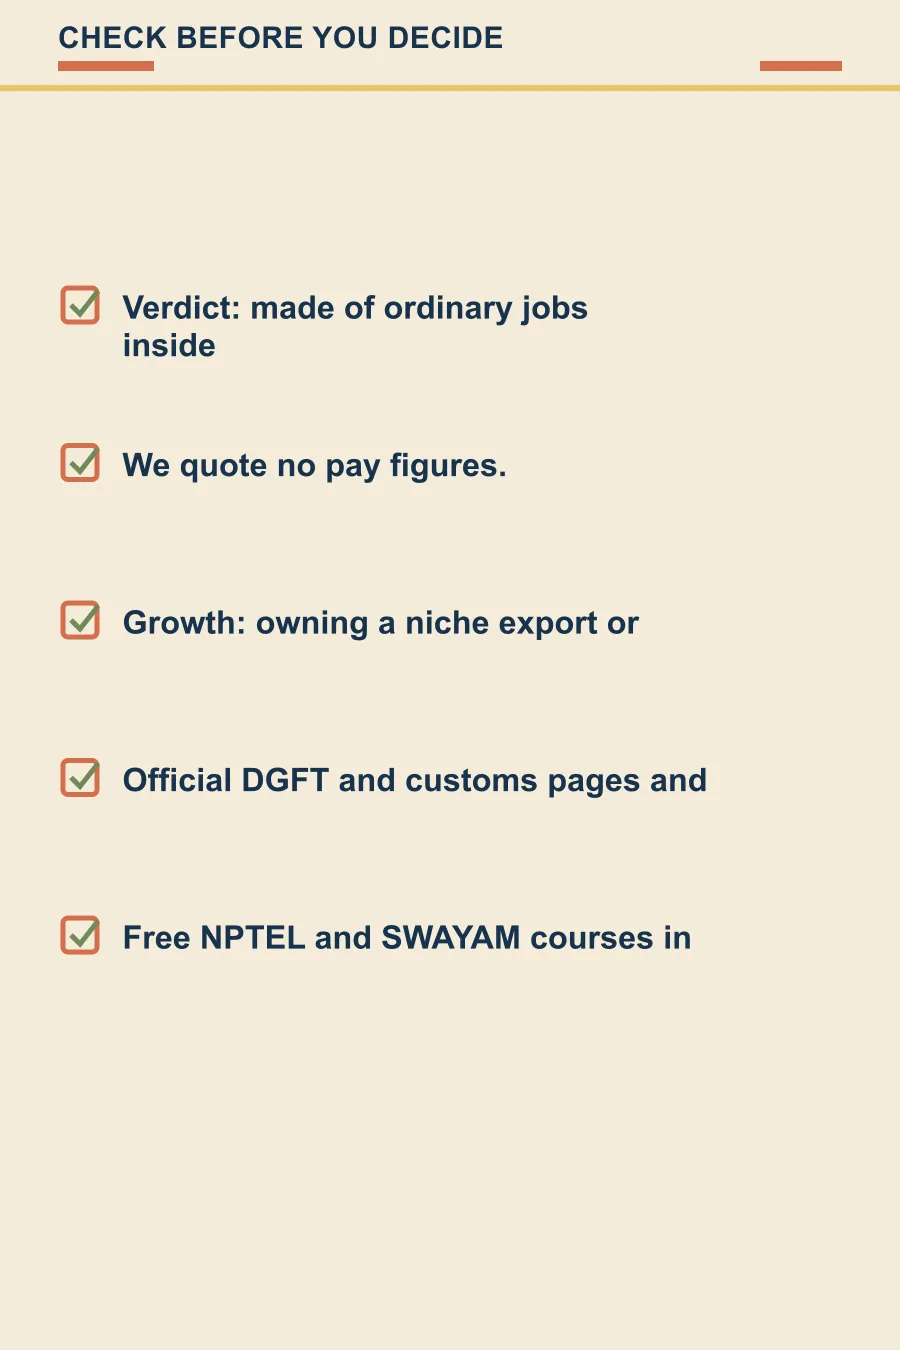 CHECK BEFORE YOU DECIDE
Verdict: made of ordinary jobs
inside
We quote no pay figures.
Growth: owning a niche export or
Official DGFT and customs pages and
Free NPTEL and SWAYAM courses in